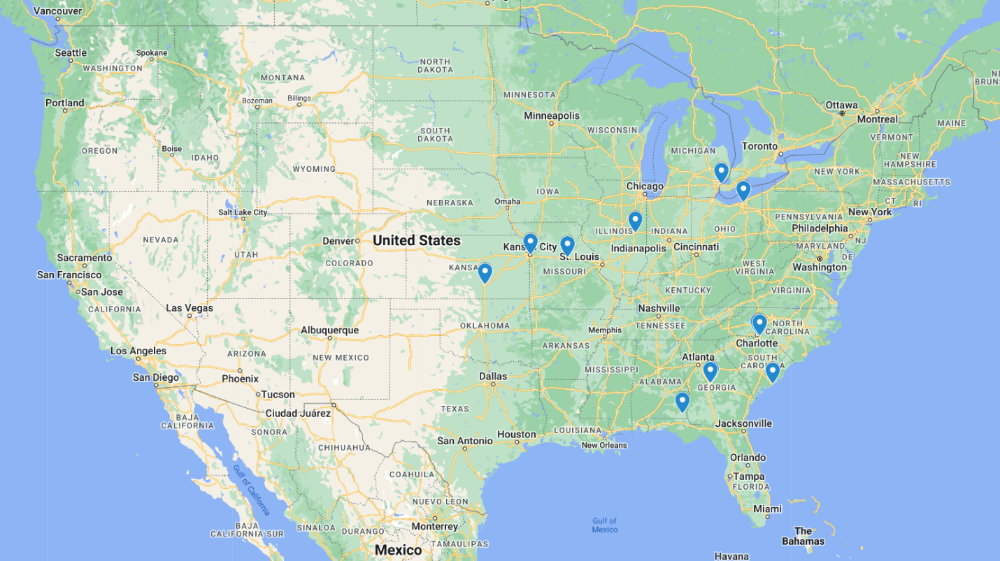 Vancouver
Seattle
Spokane
WASHINGTON
MONTANA
NORTH
DAKOTA
MINNESOTA
Ottawa
Montreal
MAINE
Portland
Bozeman
Billings
Minneapolis
SOUTH
DAKOTA
WISCONSIN
VERMONT
OREGON
Boise
IDAHO
MICHIGAN
Toronto
NEW
HAMPSHIRE
WYOMING
NEW YORK
MASSACHUSETTS
Chicago
IOWA
NEBRASKA
Omaha
CT
RI
Salt Lake City
PENNSYLVANIA
New York
Philadelphia
NEVADA
UTAH
Denver
United States
ILLINOIS
INDIANA
OHIO
NJ
Kansas City
St. Louis
Indianapolis
Cincinnati
MARYLAND
DE
Sacramento
San Francisco
San Jose
COLORADO
KANSA
MISSOURI
WEST
VIRGINIA
Washington
CALIFORNIA
Las Vegas
KENTUCKY
VIRGINIA
Nashville
TENNESSEE
Albuquerque
OKLAHOMA
Memphis
NORTH
CAROLINA
Charlotte
Los Angeles
ARIZONA
NEW MEXICO
ARKANSAS
Atlanta
SOUTH
CAROLINA
MISSISSIPPI
San Diego
Phoenix
Dallas
ALABAMA
GEORGIA
Tucson
Ciudad Juárez
TEXAS
BAJA
CALIFORNIA
SONORA
CHIHUAHUA
San Antonio
Houston
LOUISIANA
New Orleans
Jacksonville
Orlando
Tampa
FLORIDA
Gulf of California
COAHUILA
NUEVO LEON
Miami
BAJA
CALIFORNIA SUR
SINALOA
DURANGO
Monterrey
Gulf of
Mexico
The
Bahamas
Mexico
TAMAULIPAS
Havana